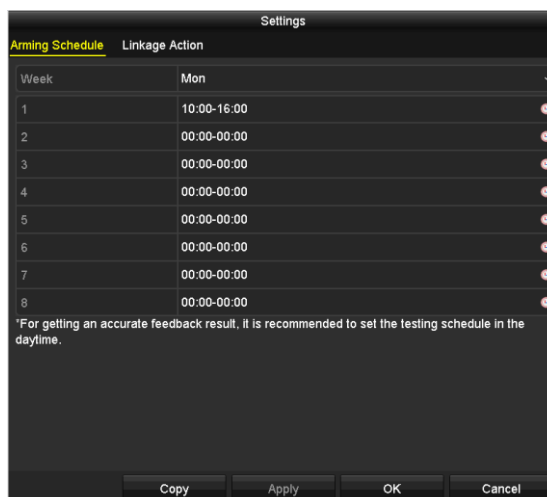 Settings
Arming Schedule Linkage Action
Week Mon
1 10:00-16:00
2 00:00-00:00
3 00:00-00:00
4 00:00-00:00
5 00:00-00:00
6 00:00-00:00
7 00:00-00:00
8 00:00-00:00
*For getting an accurate feedback result, it is recommended to set the testing schedule in the
daytime.
Copy Apply OK Cancel